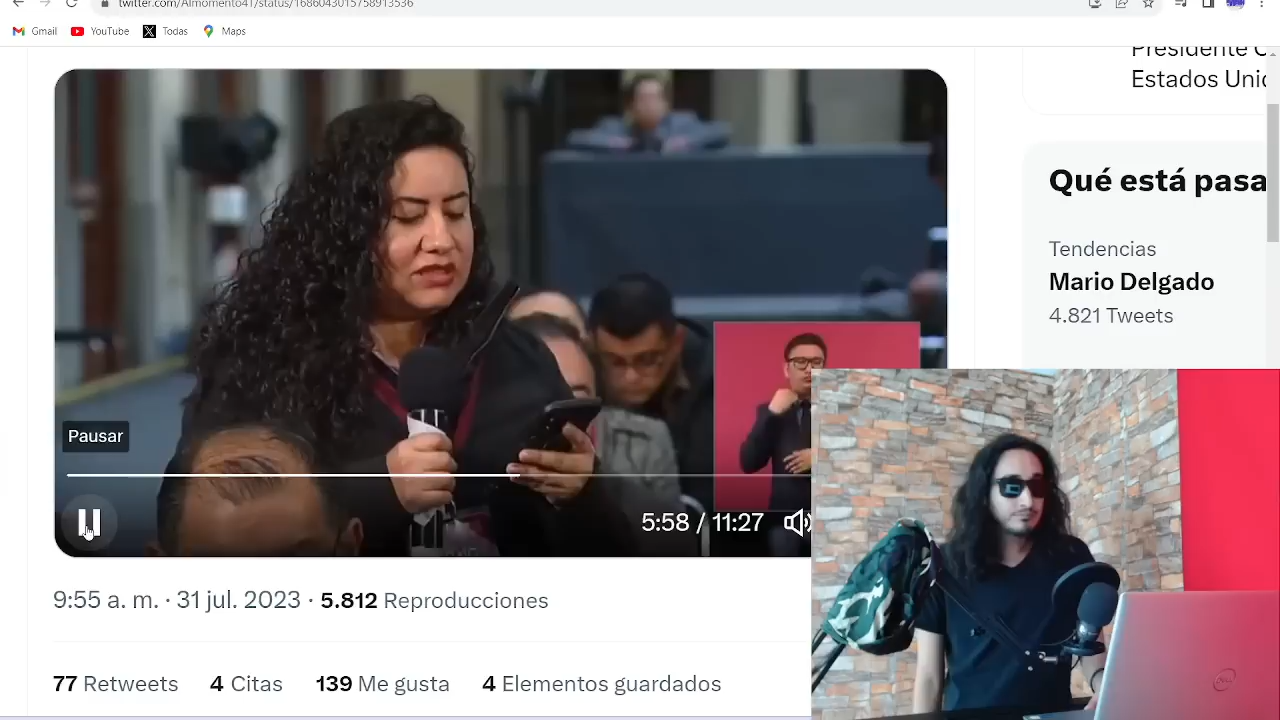 twitter.com/Almomento41/status/1686043015758913536
Gmail
YouTube
Todas
Maps
Presidente
Estados Unid
Qué está pasa
Tendencias
Mario Delgado
4.821 Tweets
Pausar
5:58 / 11:27
9:55 a. m. · 31 jul. 2023 · 5.812 Reproducciones
77 Retweets 4 Citas 139 Me gusta 4 Elementos guardados